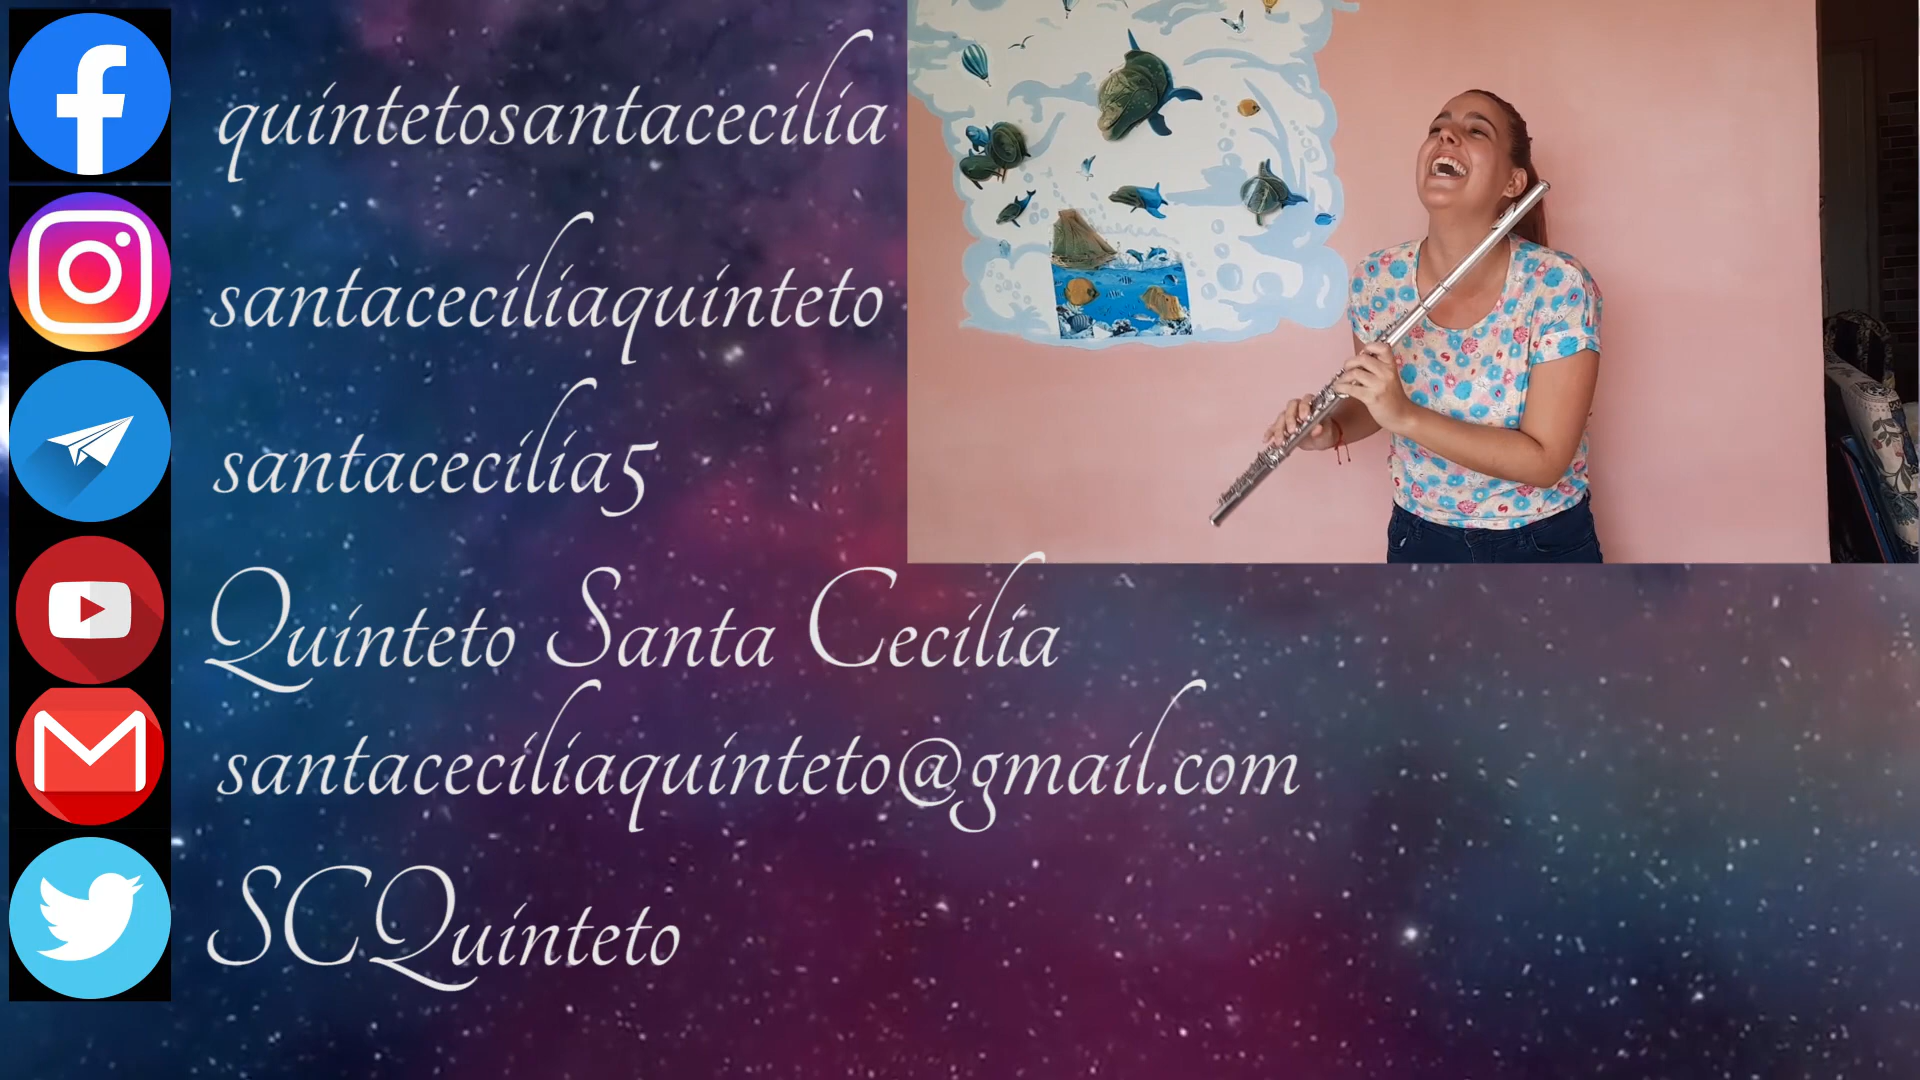 quintetosantacecilia
santaceciliaquinteto
santacecilia5
Quinteto Santa Cecilia
santaceciliaquinteto@gmail.com
SCQuinteto